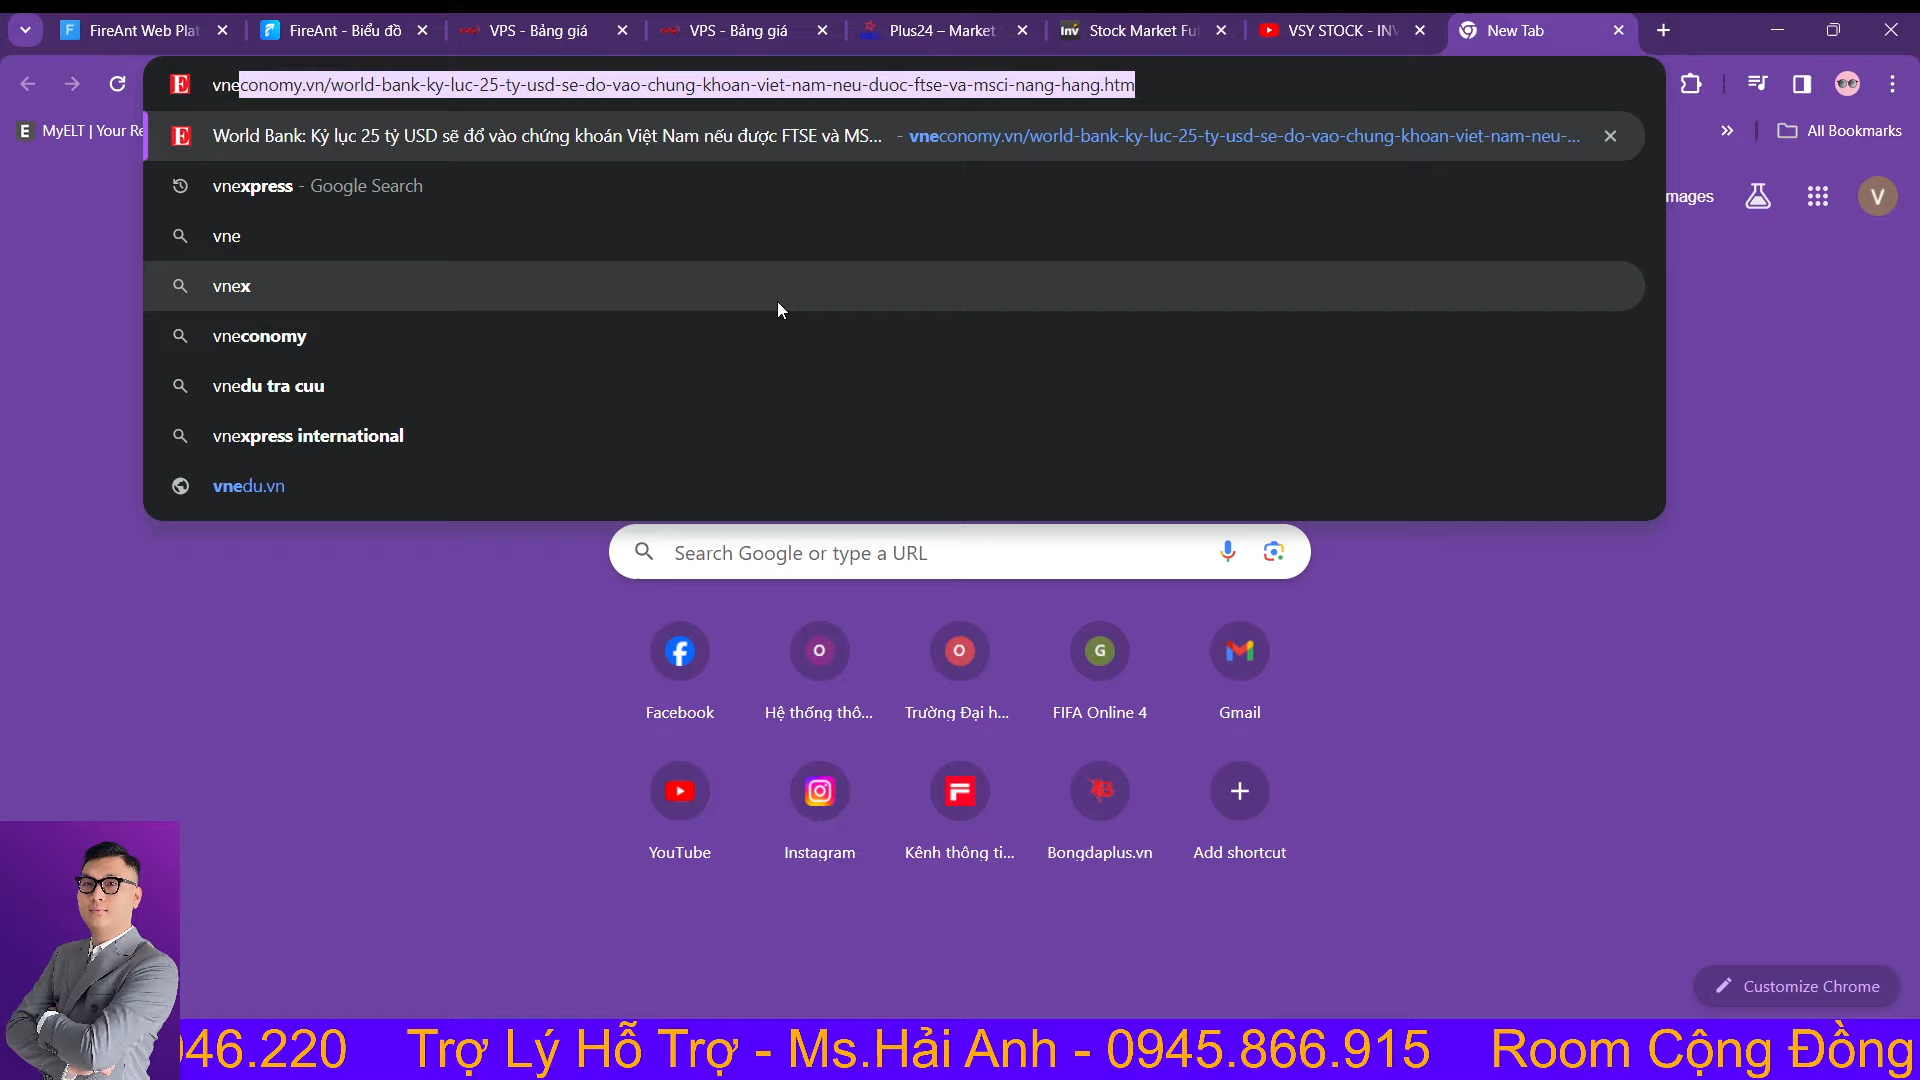 FireAnt Web Plat
FireAnt - Biểu đồ
VPS - Bảng giá
VPS - Bảng giá
Plus24 – Market
Inv Stock Market Fut
VSY STOCK - INV
New Tab
vneconomy.vn/world-bank-ky-luc-25-ty-usd-se-do-vao-chung-khoan-viet-nam-neu-duoc-ftse-va-msci-nang-hang.htm
E MyELT | Your Re
All Bookmarks
World Bank: Kỷ lục 25 tỷ USD sẽ đổ vào chứng khoán Việt Nam nếu được FTSE và MS... - vneconomy.vn/world-bank-ky-luc-25-ty-usd-se-do-vao-chung-khoan-viet-nam-neu-...
vnexpress - Google Search
mages
V
vne
vnex
vneconomy
vnedu tra cuu
vnexpress international
vnedu.vn
Search Google or type a URL
O
O
G
Facebook
Hệ thống thô...
Trường Đại h...
FIFA Online 4
Gmail
YouTube
Instagram
Kênh thông ti...
Bongdaplus.vn
Add shortcut
Customize Chrome
46.220 Trợ Lý Hỗ Trợ - Ms.Hải Anh - 0945.866.915 Room Cộng Đồng